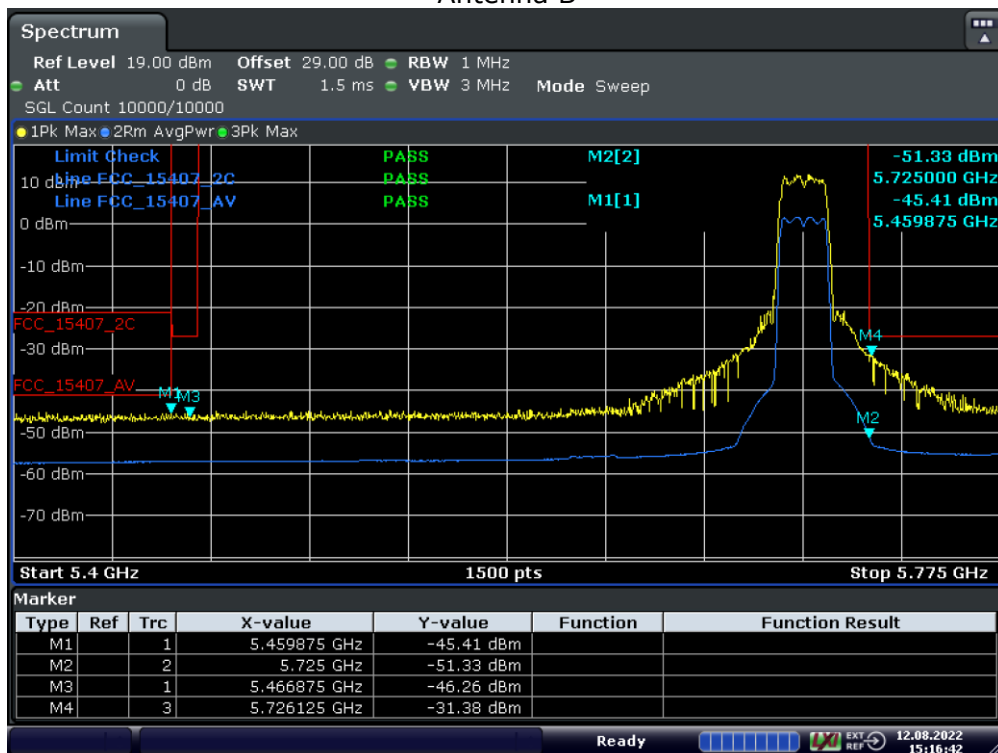 Spectrum
Ref Level 19.00 dBm Offset 29.00 dB RBW 1 MHz
Att 0 dB SWT 1.5 ms VBW 3 MHz Mode Sweep
SGL Count 10000/10000
1Pk Max 2Rm AvgPwr 3Pk Max
Limit Check PASS M2[2] -51.33 dBm
10 dBm Line FCC_15407_2C PASS 5.725000 GHz
Line FCC_15407_AV PASS M1[1] -45.41 dBm
0 dBm 5.459875 GHz
-10 dBm
-20 dBm
FCC_15407_2C
-30 dBm M4
FCC_15407_AV
M1 M3
M2
-50 dBm
-60 dBm
-70 dBm
Start 5.4 GHz 1500 pts Stop 5.775 GHz
Marker
Type Ref Trc X-value Y-value Function Function Result
M1 1 5.459875 GHz -45.41 dBm
M2 2 5.725 GHz -51.33 dBm
M3 1 5.466875 GHz -46.26 dBm
M4 3 5.726125 GHz -31.38 dBm
Ready LXI EXT REF 12.08.2022
15:16:42